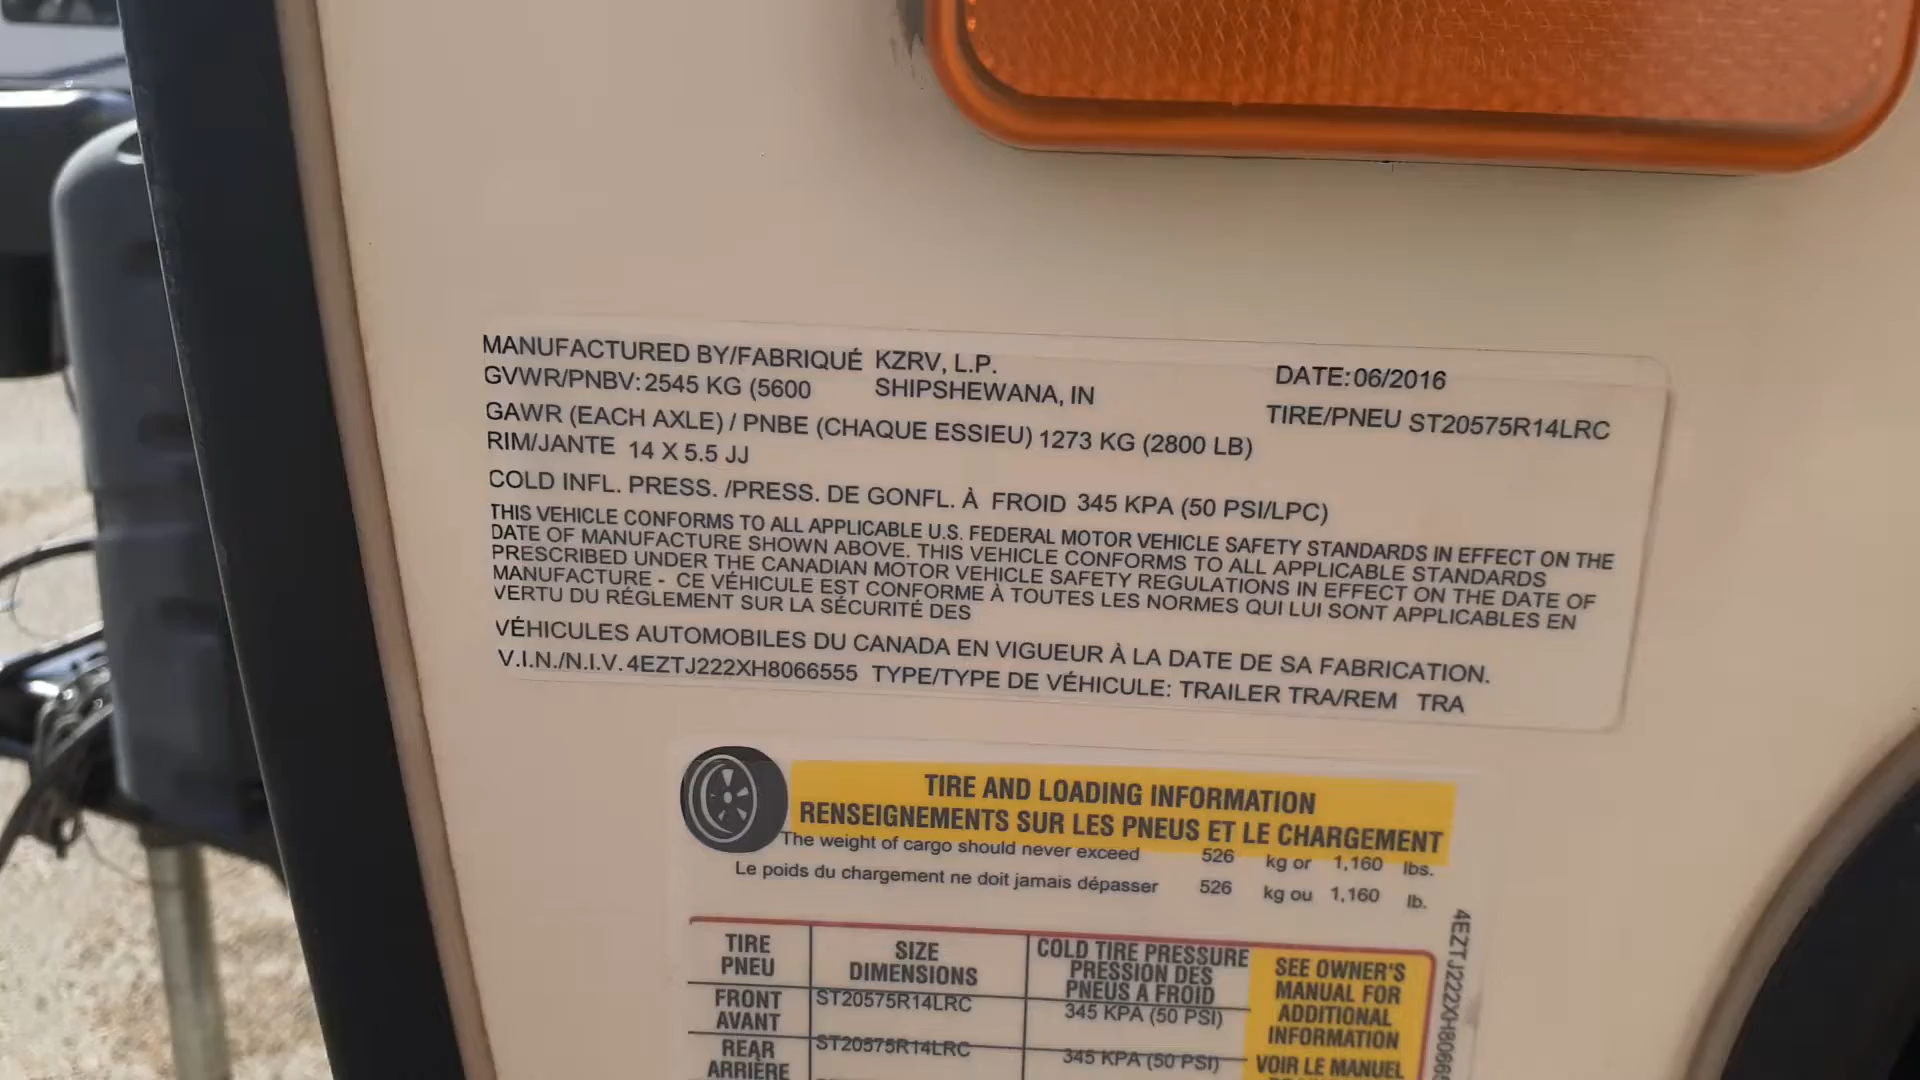 MANUFACTURED BY/FABRIQUÉ KZRV, L.P.
DATE:06/2016
GVWR/PNBV: 2545 KG (5600
SHIPSHEWANA, IN
TIRE/PNEU ST20575R14LRC
GAWR (EACH AXLE) / PNBE (CHAQUE ESSIEU) 1273 KG (2800 LB)
RIM/JANTE 14 X 5.5 JJ
COLD INFL. PRESS. /PRESS. DE GONFL. À FROID 345 KPA (50 PSI/LPC)
THIS VEHICLE CONFORMS TO ALL APPLICABLE U.S. FEDERAL MOTOR VEHICLE SAFETY STANDARDS IN EFFECT ON THE
DATE OF MANUFACTURE SHOWN ABOVE. THIS VEHICLE CONFORMS TO ALL APPLICABLE STANDARDS
PRESCRIBED UNDER THE CANADIAN MOTOR VEHICLE SAFETY REGULATIONS IN EFFECT ON THE DATE OF
MANUFACTURE - CE VÉHICULE EST CONFORME À TOUTES LES NORMES QUI LUI SONT APPLICABLES EN
VERTU DU RÉGLEMENT SUR LA SÉCURITÉ DES
VÉHICULES AUTOMOBILES DU CANADA EN VIGUEUR À LA DATE DE SA FABRICATION.
V.I.N./N.I.V. 4EZTJ222XH8066555 TYPE/TYPE DE VÉHICULE: TRAILER TRA/REM TRA
TIRE AND LOADING INFORMATION
RENSEIGNEMENTS SUR LES PNEUS ET LE CHARGEMENT
The weight of cargo should never exceed 526 kg or 1,160 lbs.
Le poids du chargement ne doit jamais dépasser 526 kg ou 1,160 lb.
TIRE
PNEU
SIZE
DIMENSIONS
COLD TIRE PRESSURE
PRESSION DES
PNEUS A FROID
SEE OWNER'S
MANUAL FOR
ADDITIONAL
INFORMATION
FRONT
AVANT
ST20575R14LRC
345 KPA (50 PSI)
REAR
ARRIÈRE
ST20575R14LRC
345 KPA (50 PSI)
VOIR LE MANUEL